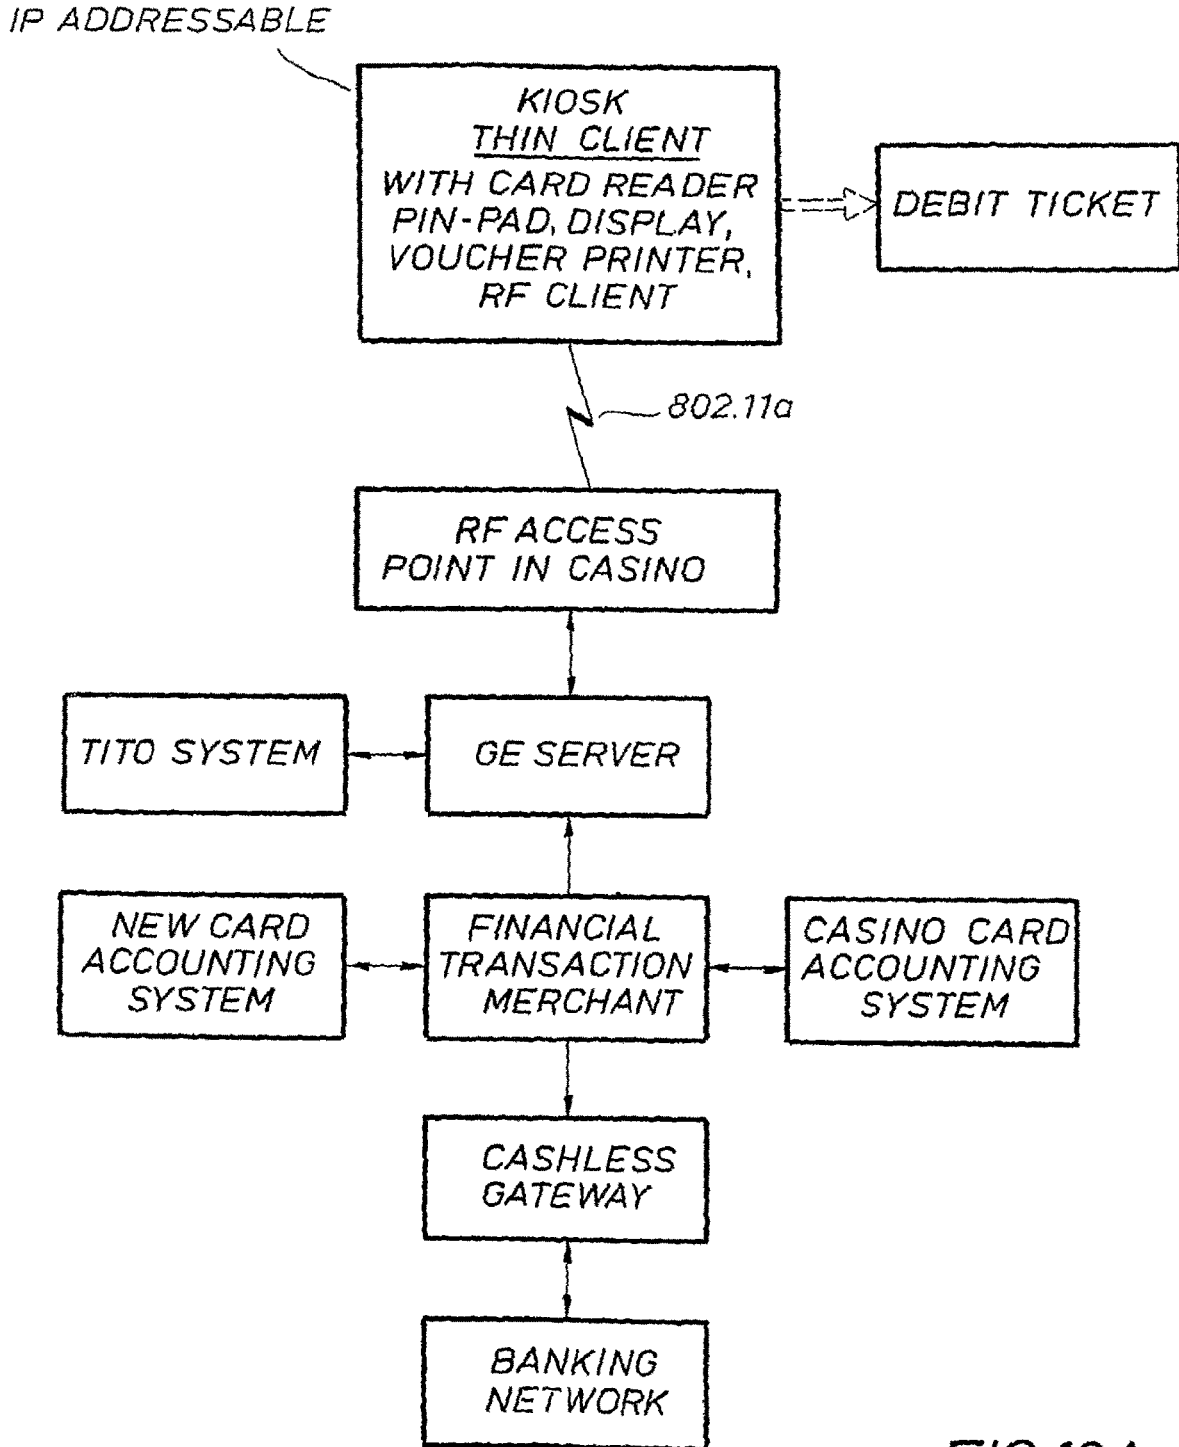 IP ADDRESSABLE
KIOSK
THIN CLIENT
WITH CARD READER
PIN-PAD, DISPLAY,
VOUCHER PRINTER,
RF CLIENT
DEBIT TICKET
802.11a
RF ACCESS
POINT IN CASINO
TITO SYSTEM
GE SERVER
NEW CARD
ACCOUNTING
SYSTEM
FINANCIAL
TRANSACTION
MERCHANT
CASINO CARD
ACCOUNTING
SYSTEM
CASHLESS
GATEWAY
BANKING
NETWORK